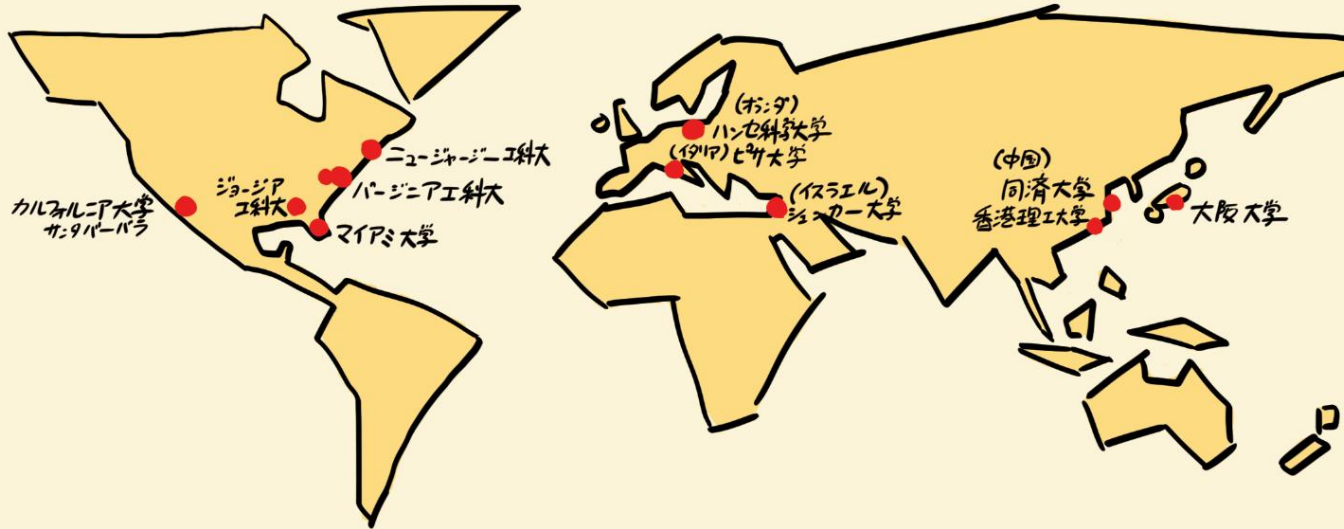 カルフォルニア大学
サンタバーバラ
ジョージア
工科大
ニュージャージー工科大
バージニア工科大
マイアミ大学
(オランダ)
ハンセ科学大学
(イタリア)ピサ大学
(イスラエル)
シェンカー大学
(中国)
同済大学
香港理工大学
大阪大学